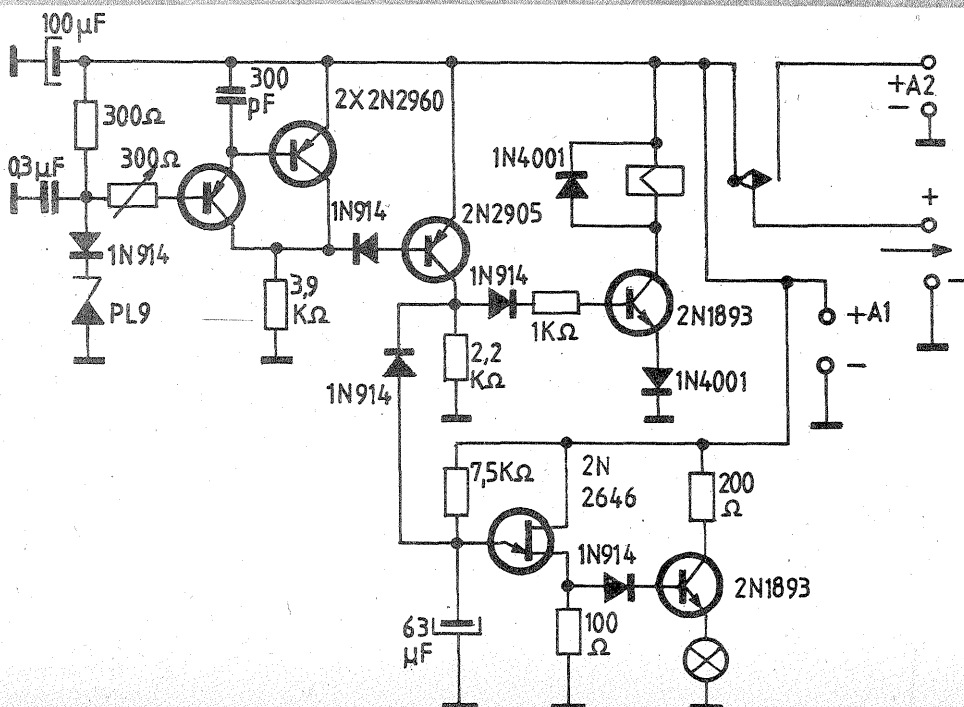 100µF
300
pF
2X2N2960
+A2
−
300Ω
0,3µF
300Ω
1N4001
1N914
2N2905
+
1N914
1N914
3,9
KΩ
PL9
1KΩ
2N1893
−
+A1
−
2,2
KΩ
1N914
1N4001
7,5KΩ
2N
2646
200
Ω
1N914
2N1893
63
µF
100
Ω